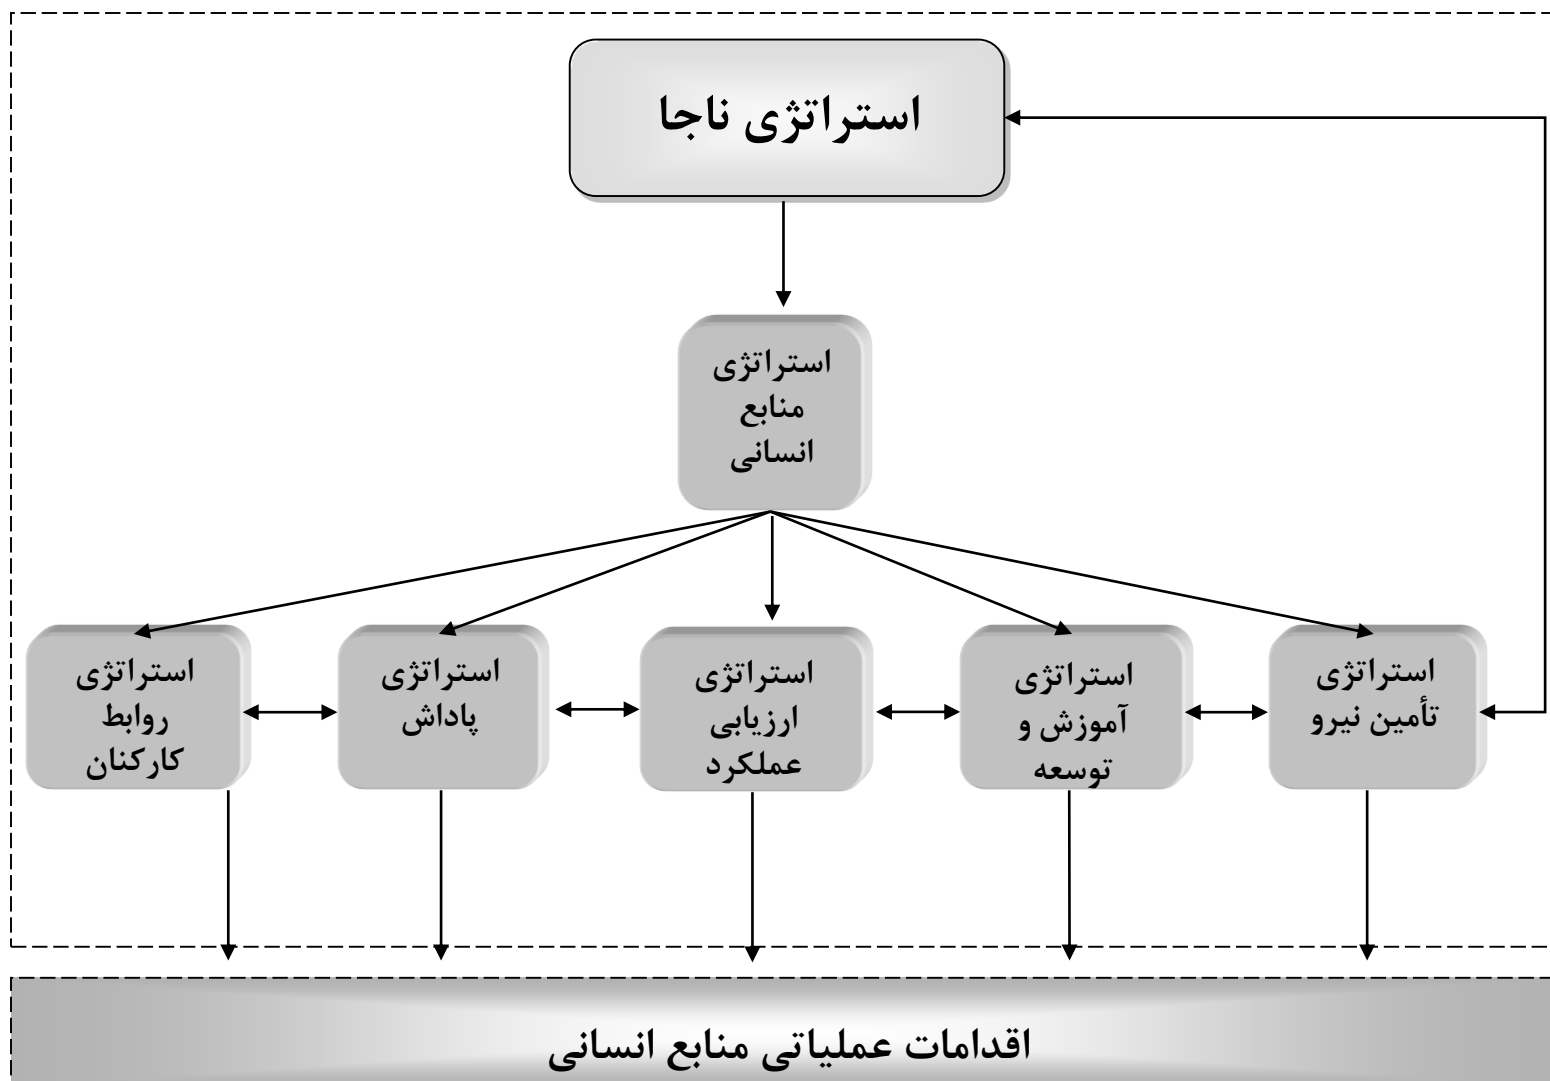 استراتژی ناجا
استراتژی
منابع
انسانی
استراتژی
تأمین نیرو
استراتژی
آموزش و
توسعه
استراتژی
ارزیابی
عملکرد
استراتژی
پاداش
استراتژی
روابط
کارکنان
اقدامات عملیاتی منابع انسانی